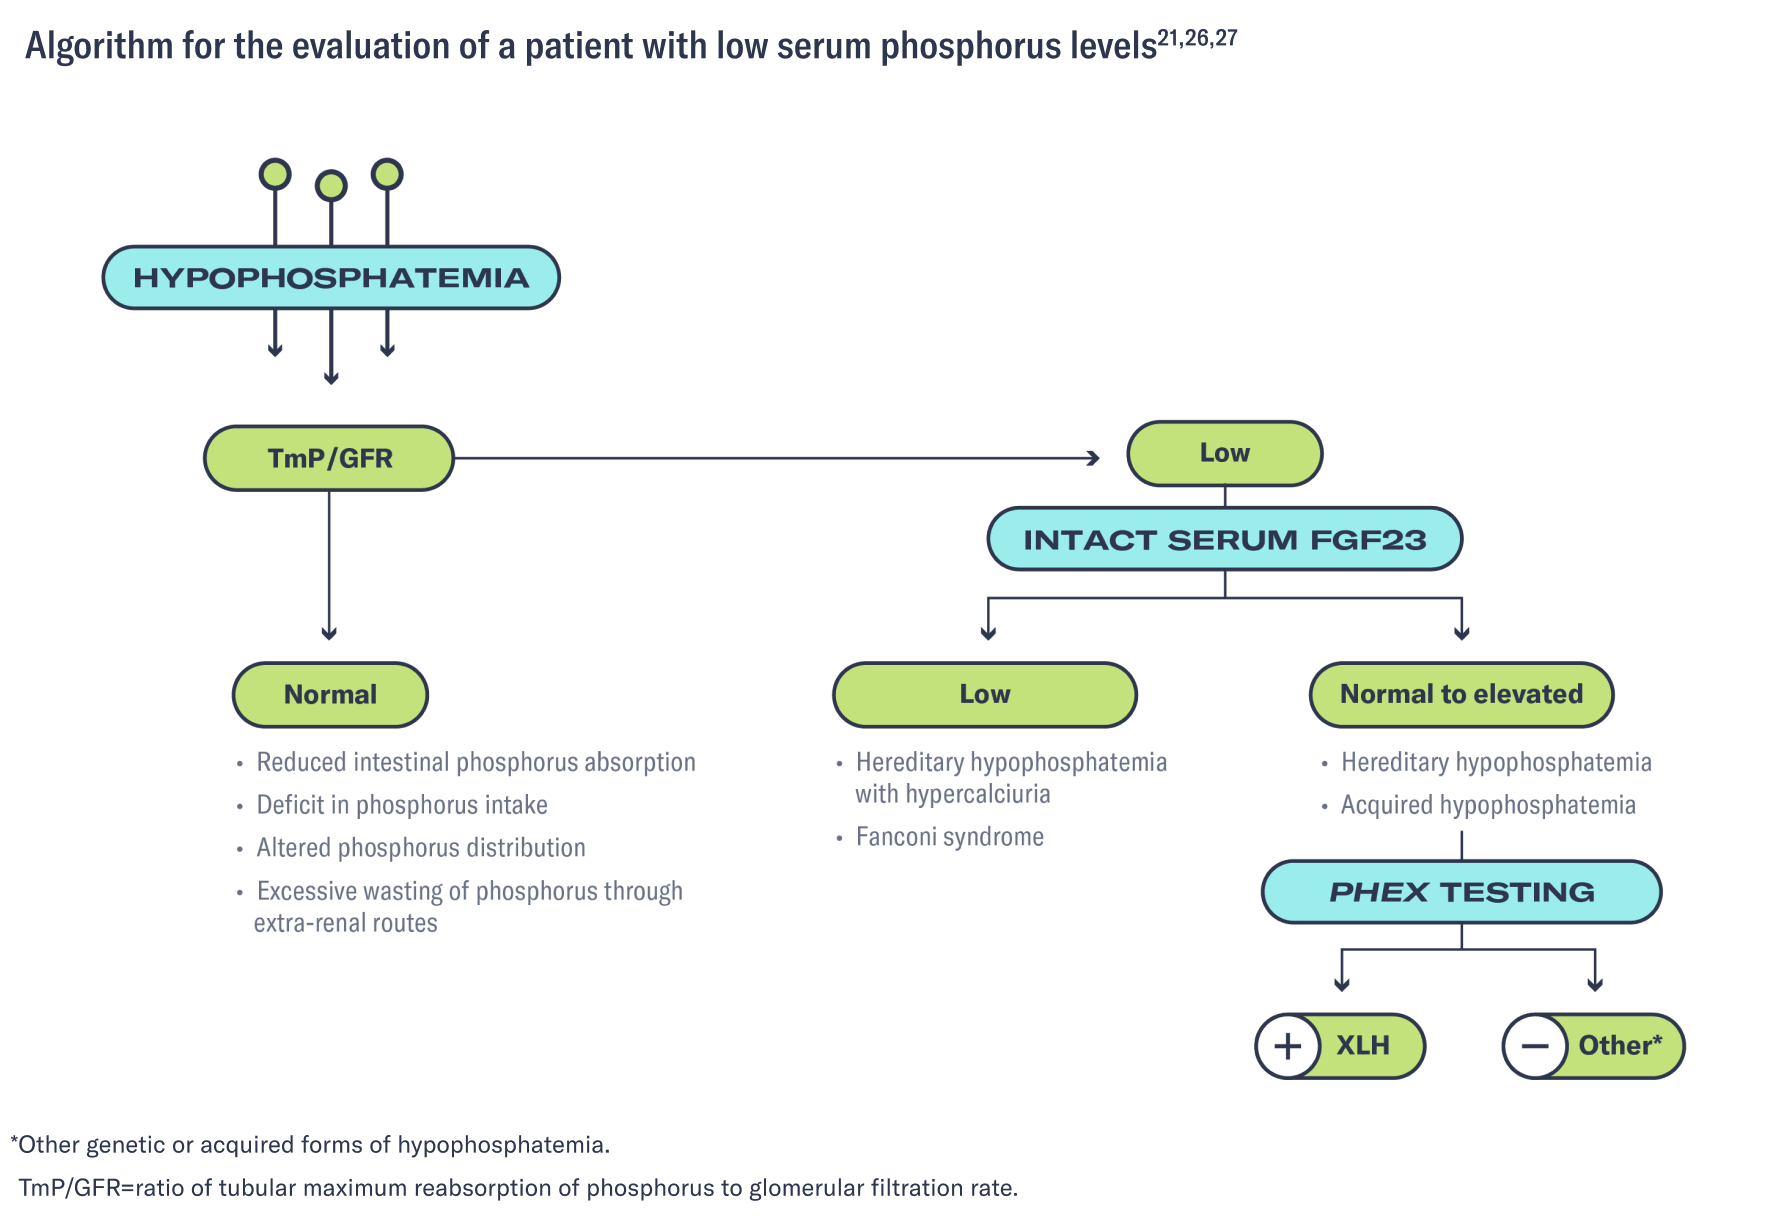 Algorithm for the evaluation of a patient with low serum phosphorus levels21,26,27
HYPOPHOSPHATEMIA
TmP/GFR
Low
INTACT SERUM FGF23
Normal
Low
Normal to elevated
• Reduced intestinal phosphorus absorption
• Deficit in phosphorus intake
• Altered phosphorus distribution
• Excessive wasting of phosphorus through
extra-renal routes
• Hereditary hypophosphatemia
with hypercalciuria
• Fanconi syndrome
• Hereditary hypophosphatemia
• Acquired hypophosphatemia
PHEX TESTING
+ XLH
− Other*
*Other genetic or acquired forms of hypophosphatemia.
TmP/GFR=ratio of tubular maximum reabsorption of phosphorus to glomerular filtration rate.